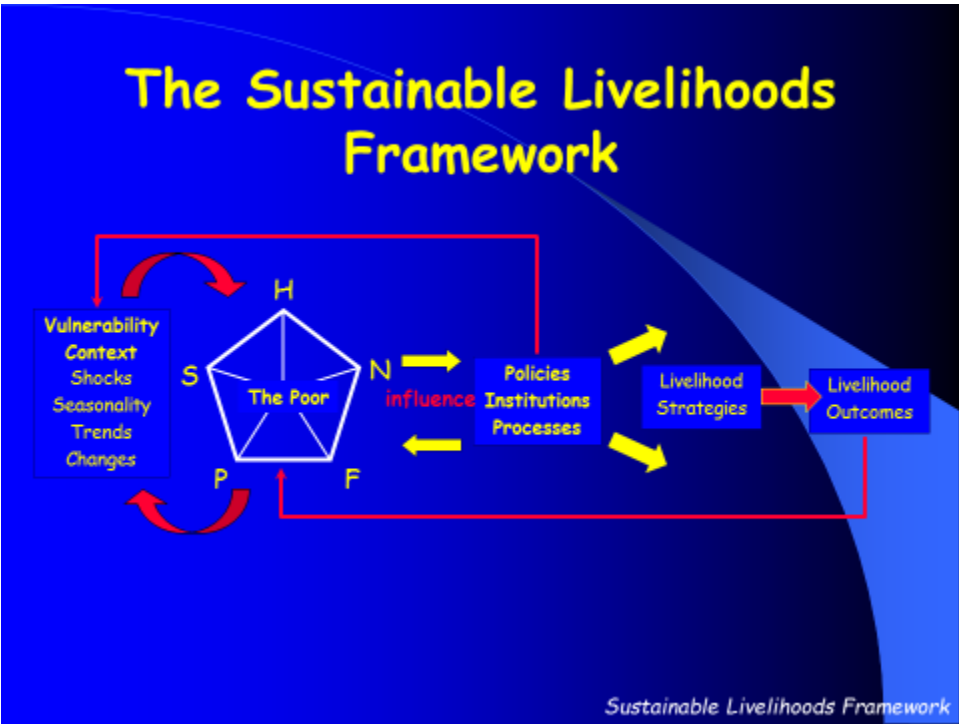 The Sustainable Livelihoods
Framework
Vulnerability
Context
Shocks
Seasonality
Trends
Changes
H
S
N
The Poor
P
F
influence
Policies
Institutions
Processes
Livelihood
Strategies
Livelihood
Outcomes
Sustainable Livelihoods Framework